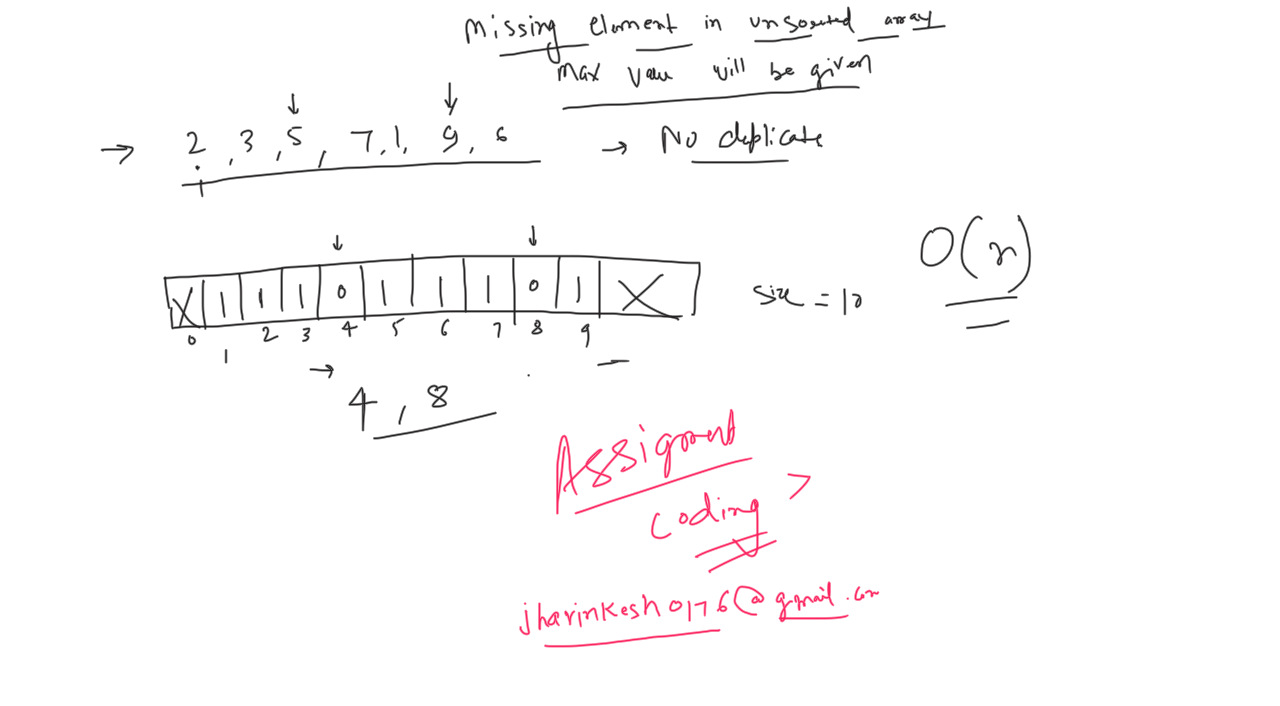 Missing element in unsorted array
max value will be given
→ 2, 3, 5, 7, 1, 9, 6 → No duplicate
O(n)
X 1 1 1 0 1 1 1 0 1 X size = 10
0 1 2 3 4 5 6 7 8 9
→ 4, 8
Assigment
coding >
jharinkesh0176@gmail.com